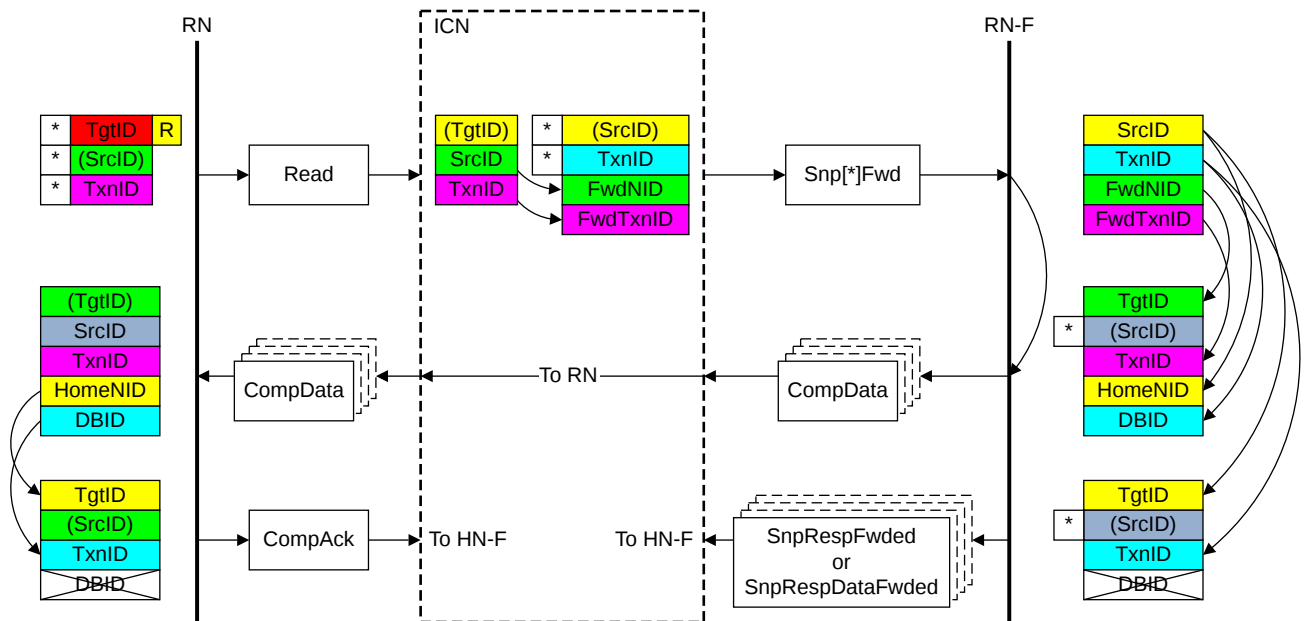 RN
ICN
RN-F
* TgtID R
* (SrcID)
* TxnID
Read
(TgtID)
SrcID
TxnID
* (SrcID)
* TxnID
FwdNID
FwdTxnID
Snp[*]Fwd
SrcID
TxnID
FwdNID
FwdTxnID
(TgtID)
SrcID
TxnID
HomeNID
DBID
CompData
To RN
CompData
TgtID
* (SrcID)
TxnID
HomeNID
DBID
TgtID
(SrcID)
TxnID
DBID
CompAck
To HN-F
To HN-F
SnpRespFwded
or
SnpRespDataFwded
TgtID
* (SrcID)
TxnID
DBID